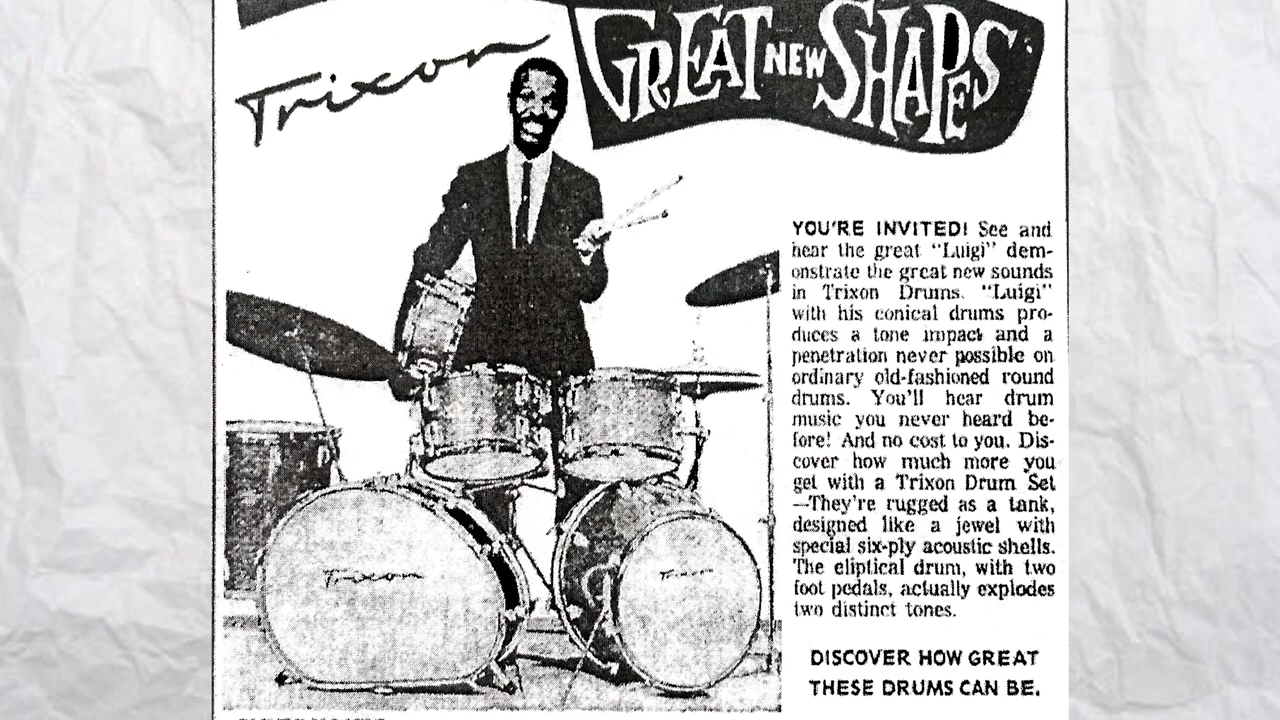 Trixon
GREAT NEW SHAPES
YOU'RE INVITED! See and
hear the great "Luigi" dem-
onstrate the great new sounds
in Trixon Drums. "Luigi"
with his conical drums pro-
duces a tone impact and a
penetration never possible on
ordinary old-fashioned round
drums. You'll hear drum
music you never heard be-
fore! And no cost to you. Dis-
cover how much more you
get with a Trixon Drum Set
—They're rugged as a tank,
designed like a jewel with
special six-ply acoustic shells.
The eliptical drum, with two
foot pedals, actually explodes
two distinct tones.
DISCOVER HOW GREAT
THESE DRUMS CAN BE.
Trixon
Trixon